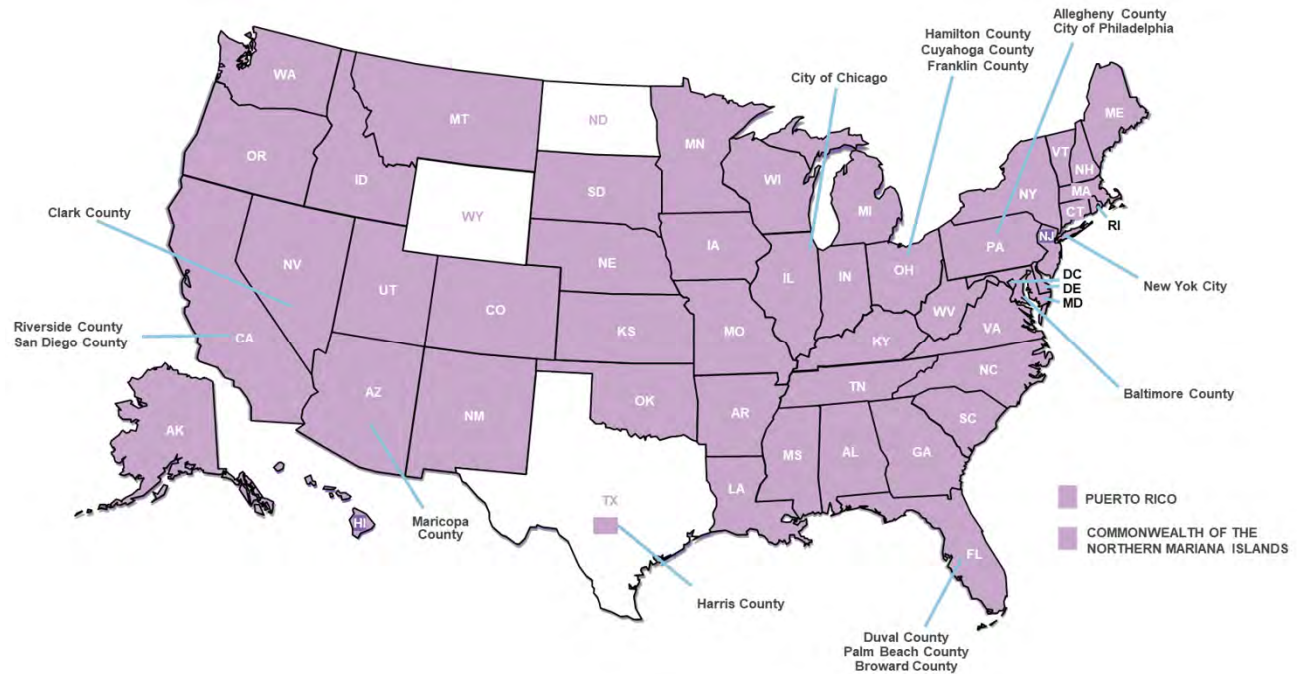 Allegheny County
City of Philadelphia
Hamilton County
Cuyahoga County
Franklin County
City of Chicago
WA
MT
ND
MN
ME
VT
NH
OR
ID
SD
WI
NY
MA
MI
CT
RI
WY
Clark County
IA
NJ
PA
NE
NV
IL
IN
OH
DC
DE
MD
New Yok City
UT
CO
WV
VA
Riverside County
San Diego County
CA
KS
MO
KY
NC
TN
Baltimore County
AZ
OK
AR
NM
SC
AK
MS
AL
GA
LA
TX
HI
Maricopa
County
PUERTO RICO
COMMONWEALTH OF THE
NORTHERN MARIANA ISLANDS
FL
Harris County
Duval County
Palm Beach County
Broward County